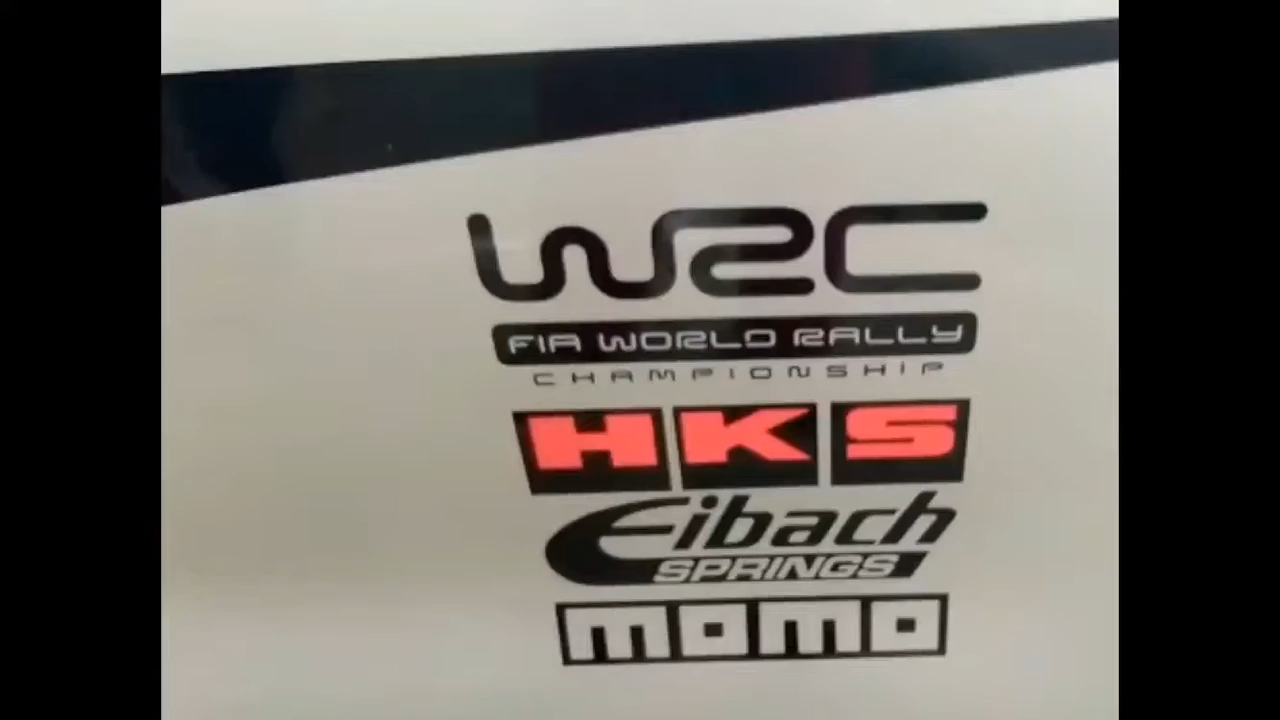 WRC
FIA WORLD RALLY
CHAMPIONSHIP
HKS
Eibach
SPRINGS
momo